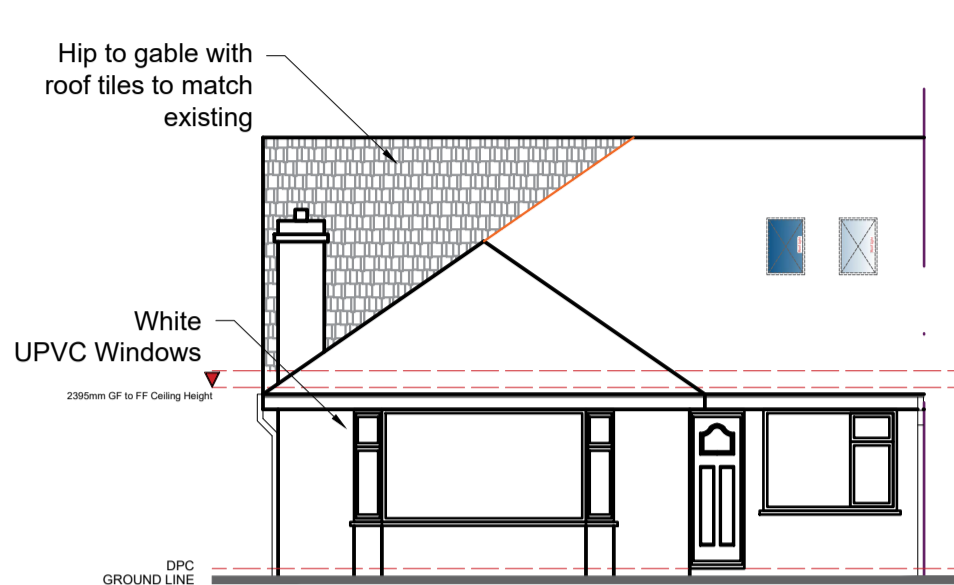 Hip to gable with
roof tiles to match
existing
White
UPVC Windows
2395mm GF to FF Ceiling Height
DPC
GROUND LINE